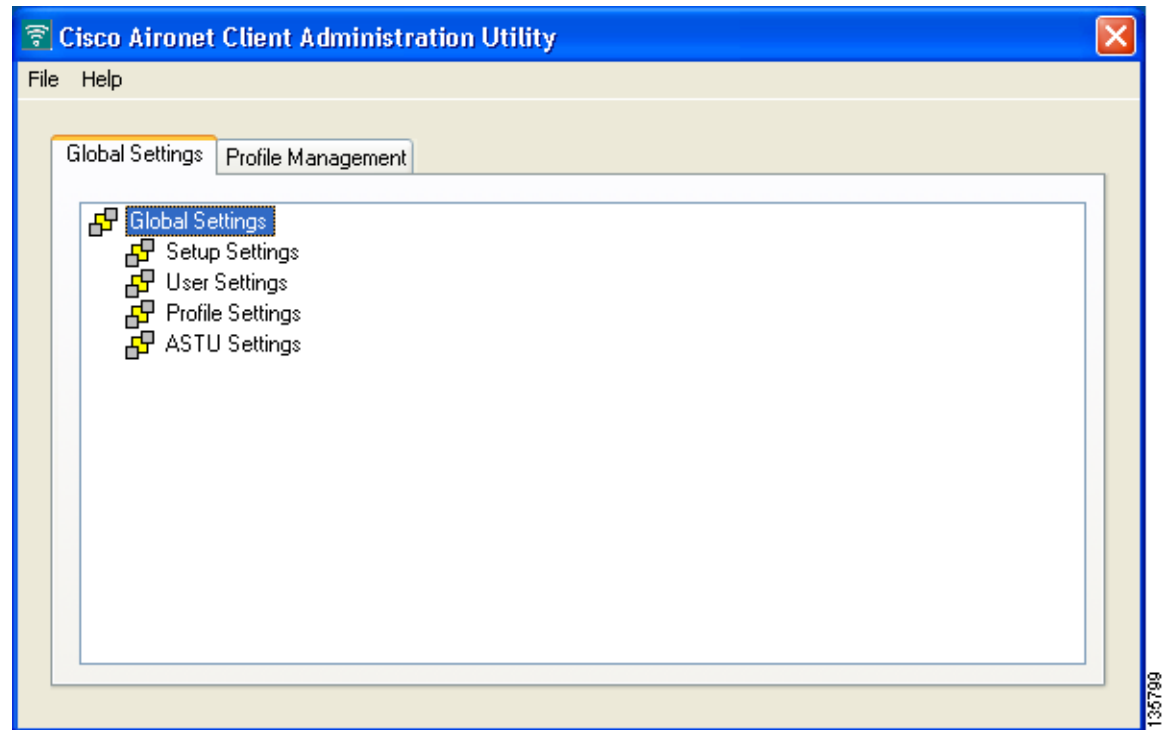 Cisco Aironet Client Administration Utility
File Help
Global Settings Profile Management
Global Settings
Setup Settings
User Settings
Profile Settings
ASTU Settings
135799